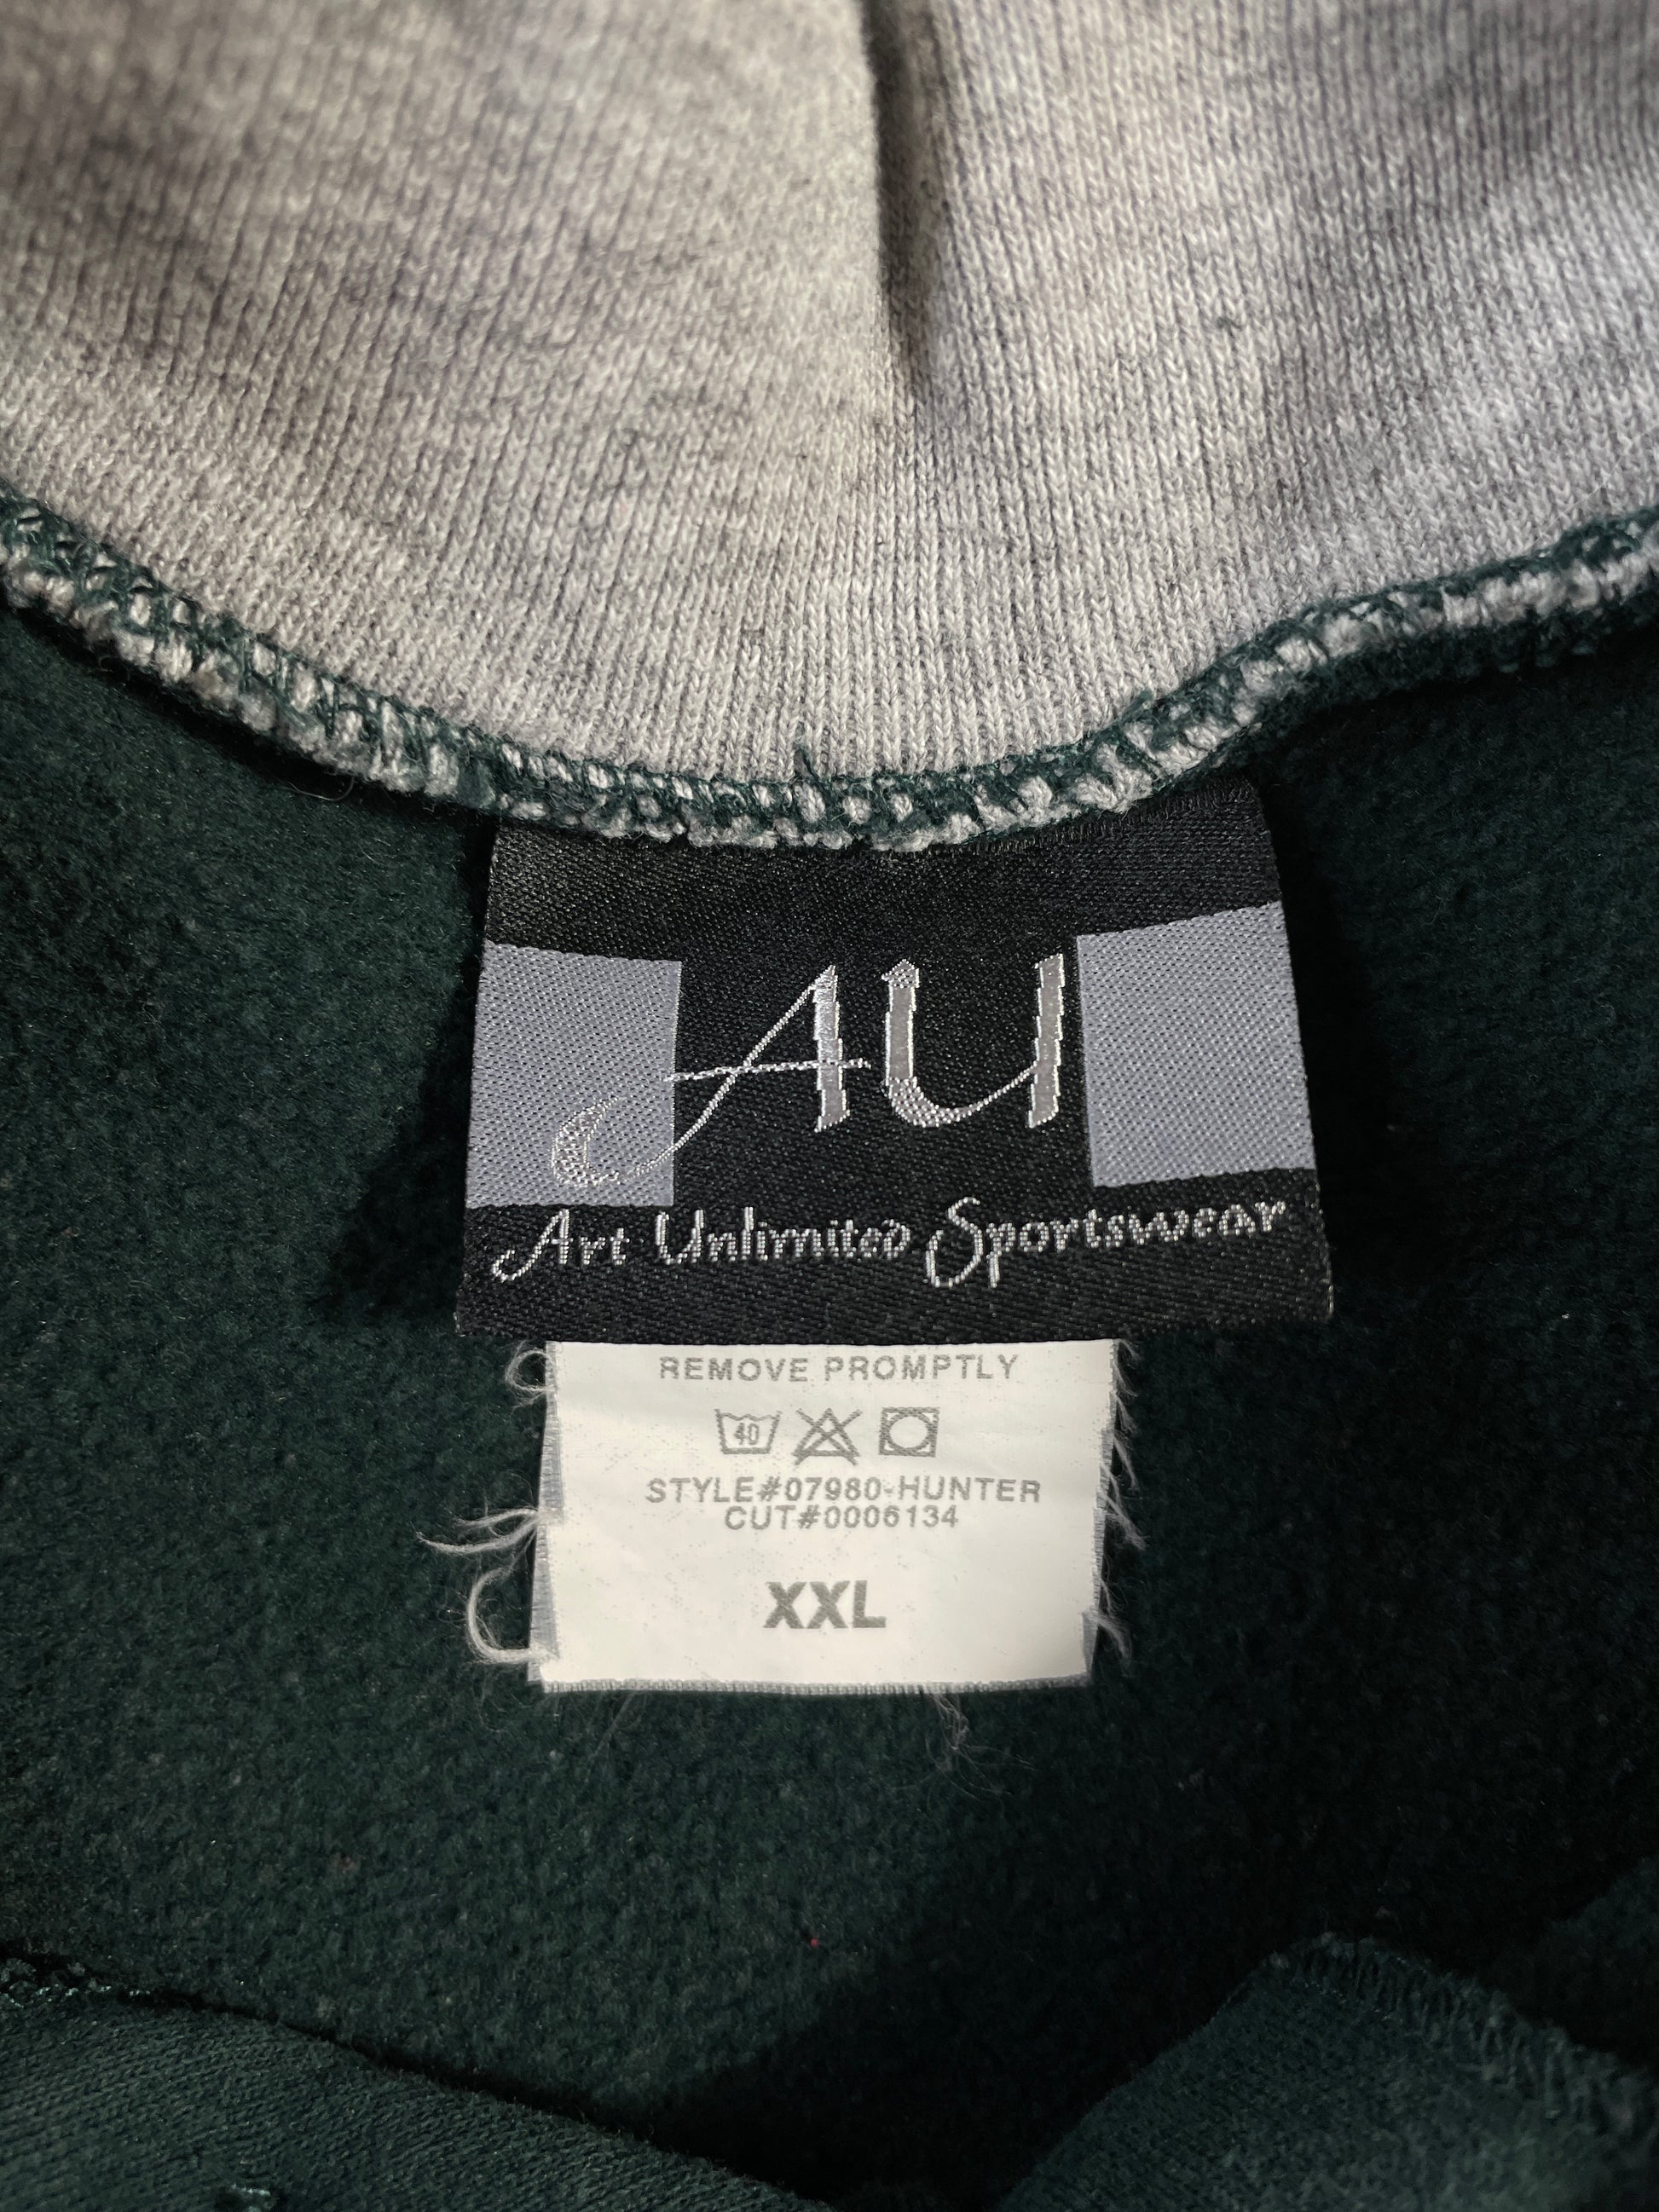 AU
Art Unlimited Sportswear
REMOVE PROMPTLY
40
STYLE#07980-HUNTER
CUT#0006134
XXL